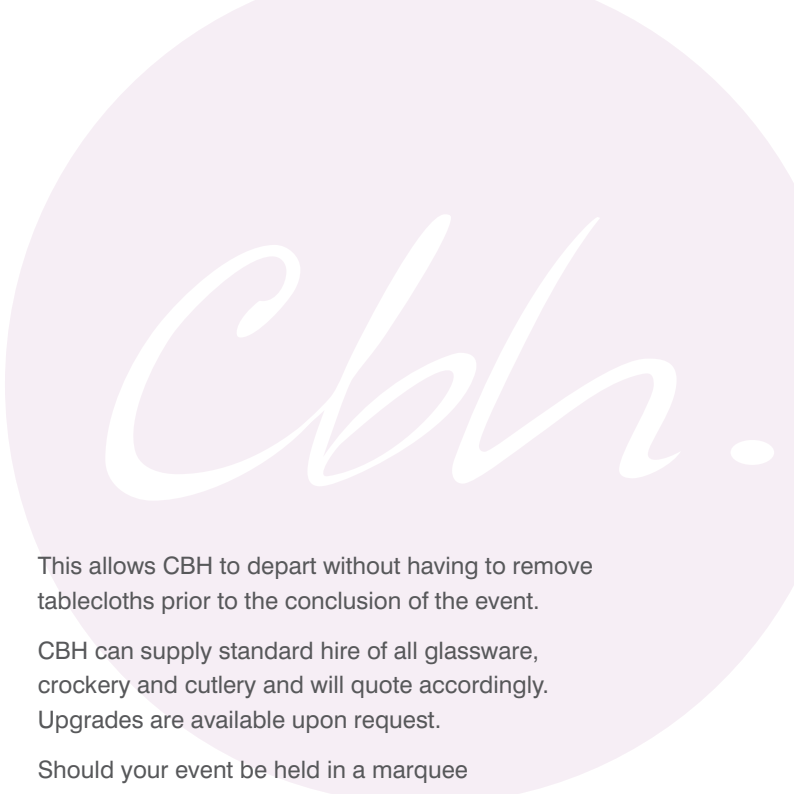 Cbh.
This allows CBH to depart without having to remove
tablecloths prior to the conclusion of the event.
CBH can supply standard hire of all glassware,
crockery and cutlery and will quote accordingly.
Upgrades are available upon request.
Should your event be held in a marquee